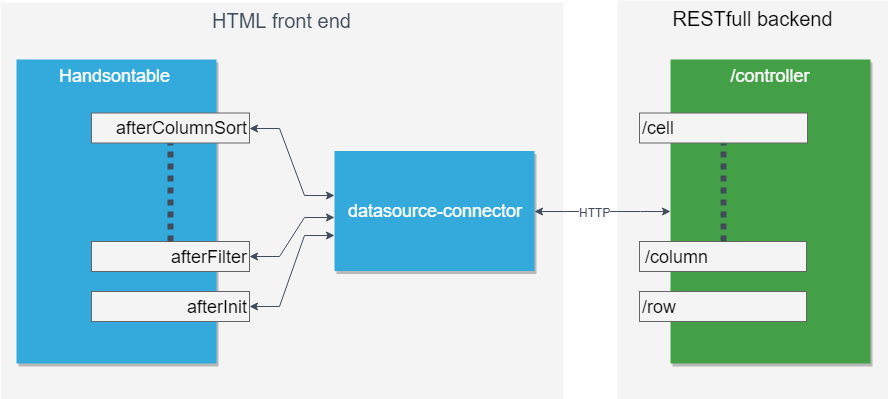 HTML front end
Handsontable
afterColumnSort
afterFilter
afterInit
datasource-connector
HTTP
RESTfull backend
/controller
/cell
/column
/row